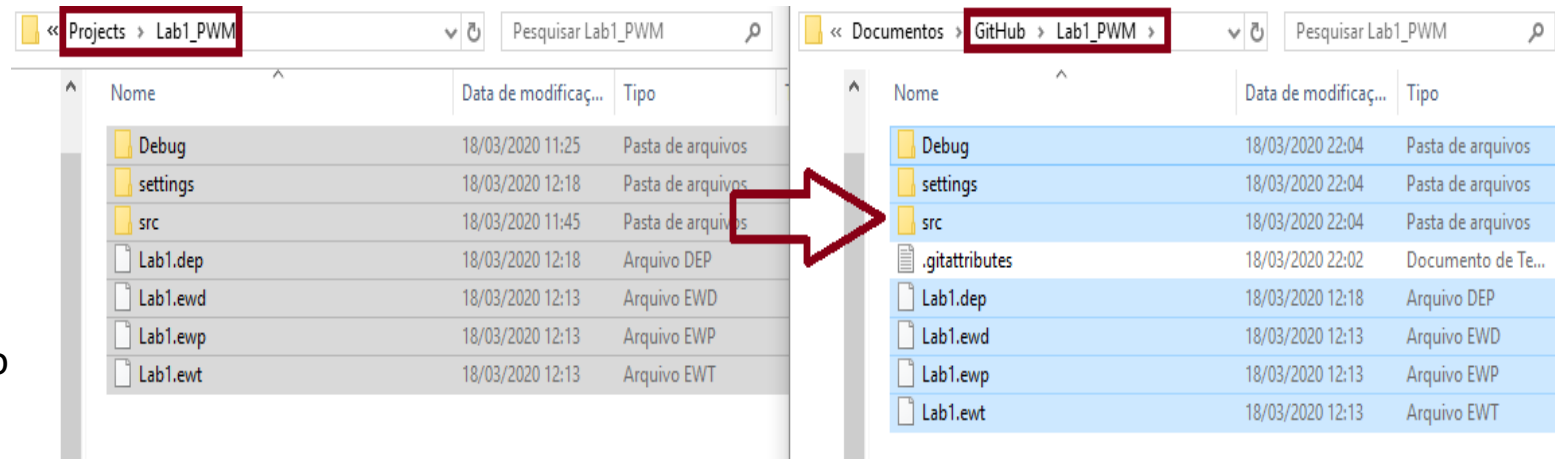 « Projects > Lab1_PWM
Pesquisar Lab1_PWM
Nome Data de modificaç... Tipo
Debug 18/03/2020 11:25 Pasta de arquivos
settings 18/03/2020 12:18 Pasta de arquivos
src 18/03/2020 11:45 Pasta de arquivos
Lab1.dep 18/03/2020 12:18 Arquivo DEP
Lab1.ewd 18/03/2020 12:13 Arquivo EWD
Lab1.ewp 18/03/2020 12:13 Arquivo EWP
Lab1.ewt 18/03/2020 12:13 Arquivo EWT
« Documentos > GitHub > Lab1_PWM >
Pesquisar Lab1_PWM
Nome Data de modificaç... Tipo
Debug 18/03/2020 22:04 Pasta de arquivos
settings 18/03/2020 22:04 Pasta de arquivos
src 18/03/2020 22:04 Pasta de arquivos
.gitattributes 18/03/2020 22:02 Documento de Te...
Lab1.dep 18/03/2020 12:18 Arquivo DEP
Lab1.ewd 18/03/2020 12:13 Arquivo EWD
Lab1.ewp 18/03/2020 12:13 Arquivo EWP
Lab1.ewt 18/03/2020 12:13 Arquivo EWT